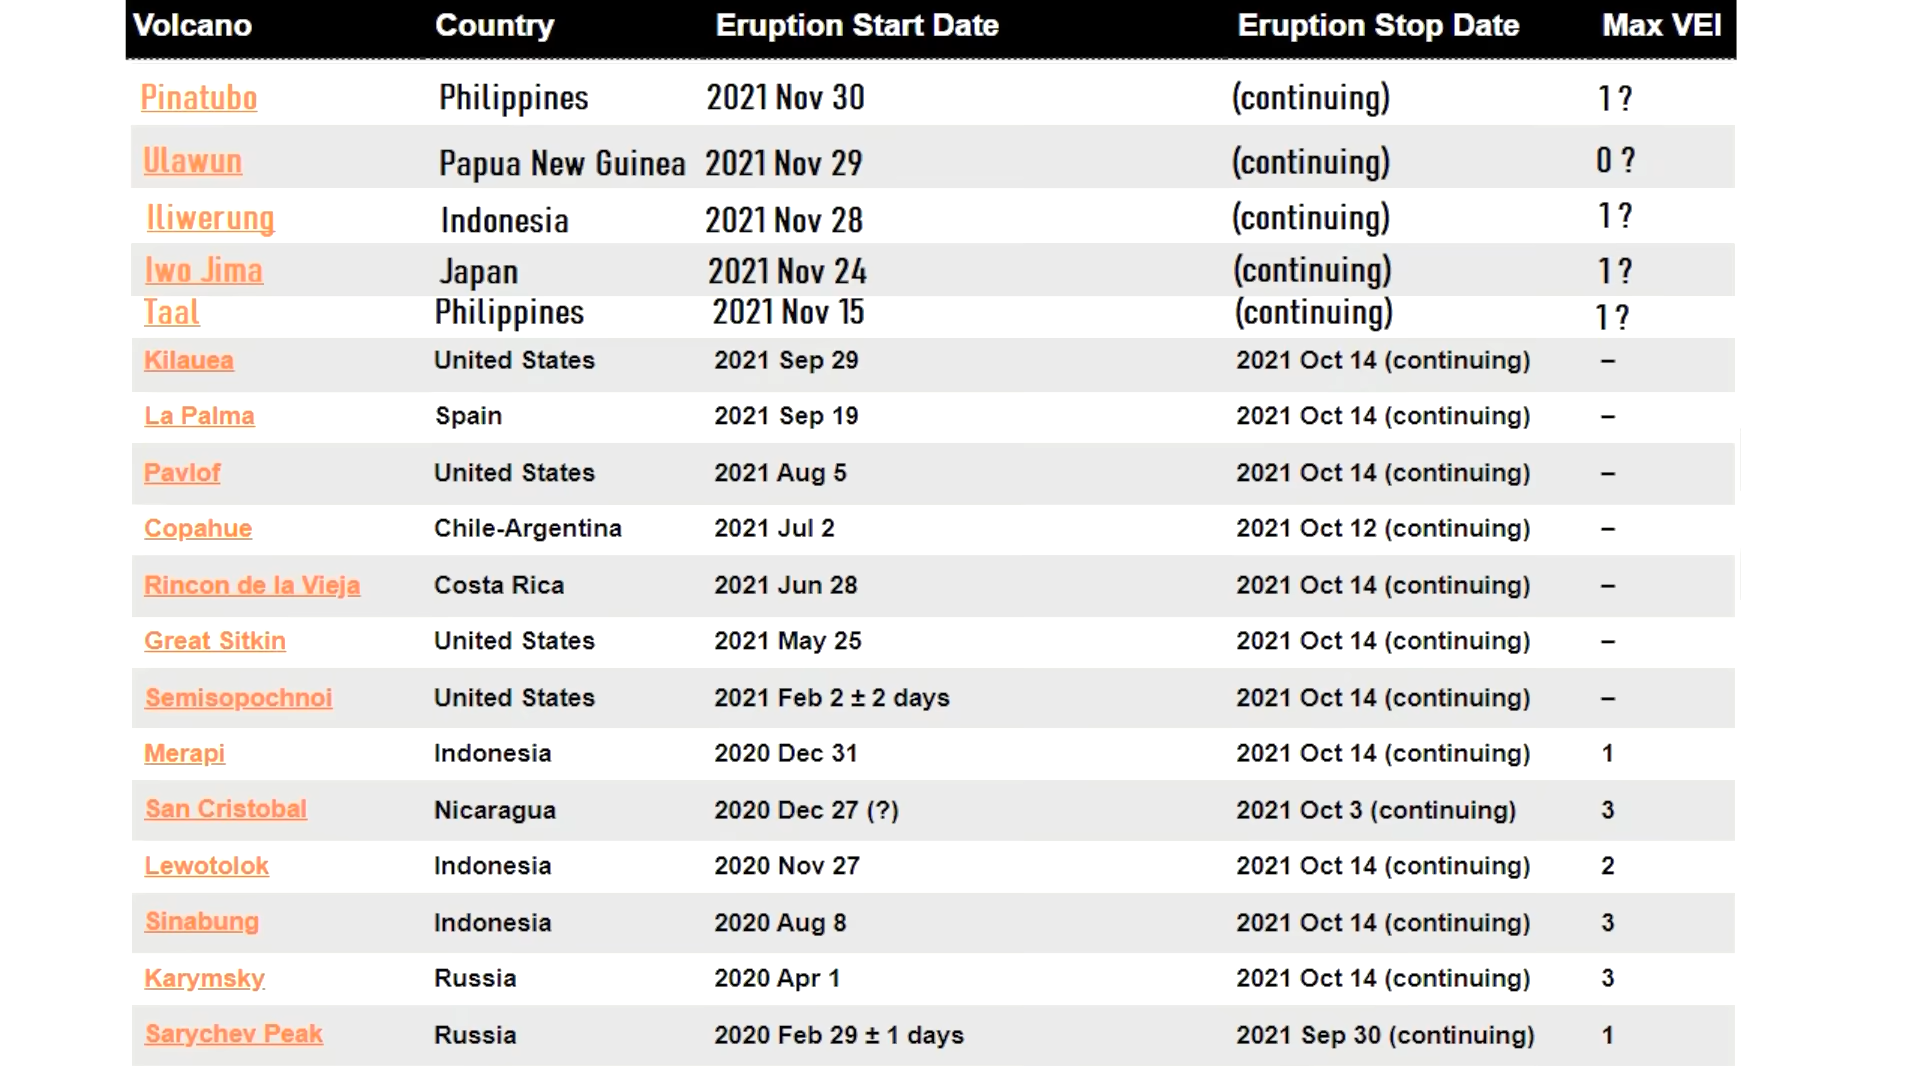 Volcano Country Eruption Start Date Eruption Stop Date Max VEI
Pinatubo Philippines 2021 Nov 30 (continuing) 1 ?
Ulawun Papua New Guinea 2021 Nov 29 (continuing) 0 ?
Iliwerung Indonesia 2021 Nov 28 (continuing) 1 ?
Iwo Jima Japan 2021 Nov 24 (continuing) 1 ?
Taal Philippines 2021 Nov 15 (continuing) 1 ?
Kilauea United States 2021 Sep 29 2021 Oct 14 (continuing) –
La Palma Spain 2021 Sep 19 2021 Oct 14 (continuing) –
Pavlof United States 2021 Aug 5 2021 Oct 14 (continuing) –
Copahue Chile-Argentina 2021 Jul 2 2021 Oct 12 (continuing) –
Rincon de la Vieja Costa Rica 2021 Jun 28 2021 Oct 14 (continuing) –
Great Sitkin United States 2021 May 25 2021 Oct 14 (continuing) –
Semisopochnoi United States 2021 Feb 2 ± 2 days 2021 Oct 14 (continuing) –
Merapi Indonesia 2020 Dec 31 2021 Oct 14 (continuing) 1
San Cristobal Nicaragua 2020 Dec 27 (?) 2021 Oct 3 (continuing) 3
Lewotolok Indonesia 2020 Nov 27 2021 Oct 14 (continuing) 2
Sinabung Indonesia 2020 Aug 8 2021 Oct 14 (continuing) 3
Karymsky Russia 2020 Apr 1 2021 Oct 14 (continuing) 3
Sarychev Peak Russia 2020 Feb 29 ± 1 days 2021 Sep 30 (continuing) 1